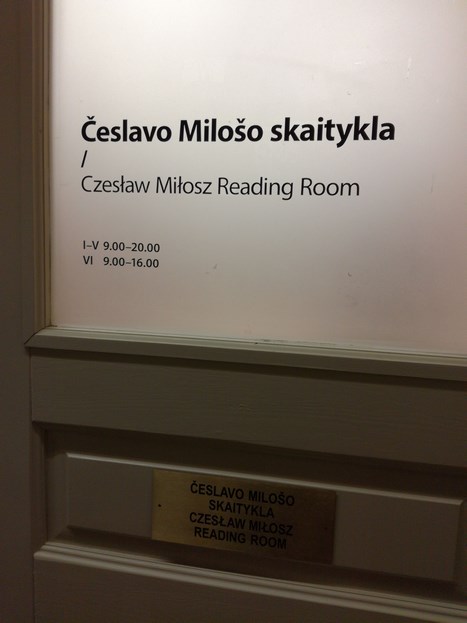 Česlavo Milošo skaitykla
/
Czesław Miłosz Reading Room
I–V 9.00–20.00
VI 9.00–16.00
ČESLAVO MILOŠO
SKAITYKLA
CZESŁAW MIŁOSZ
READING ROOM